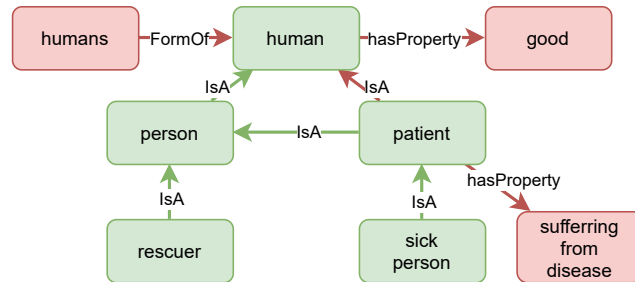 humans
FormOf
human
hasProperty
good
IsA
IsA
person
IsA
patient
hasProperty
IsA
IsA
rescuer
sick
person
sufferring
from
disease